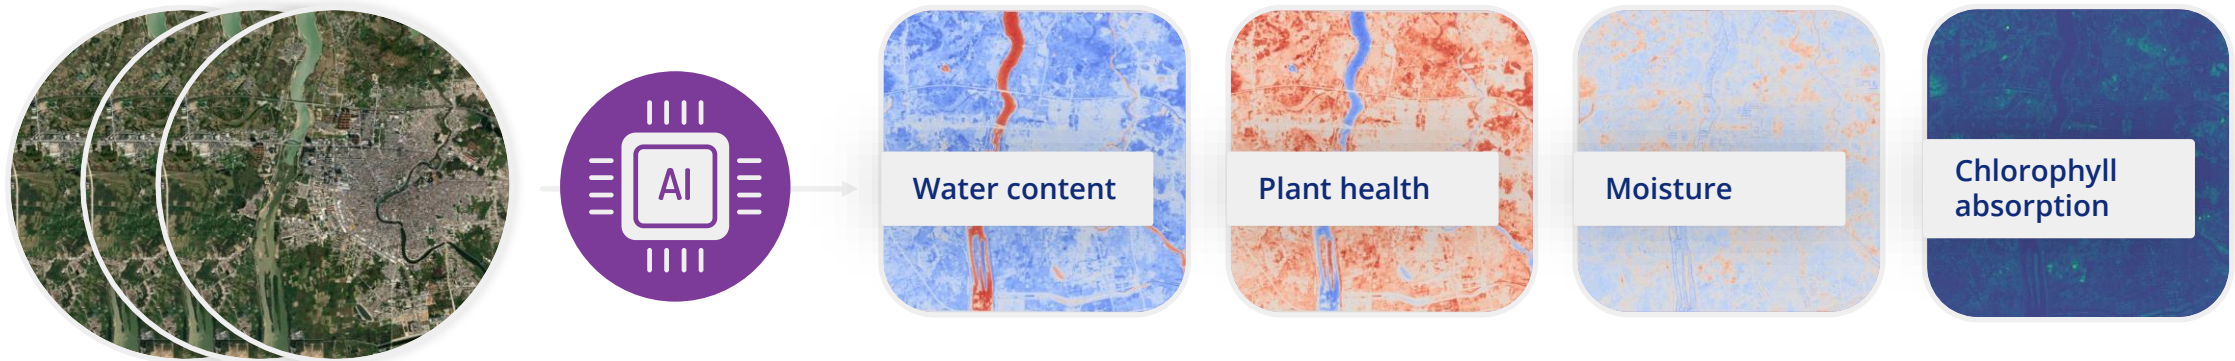 AI
Water content
Plant health
Moisture
Chlorophyll
absorption